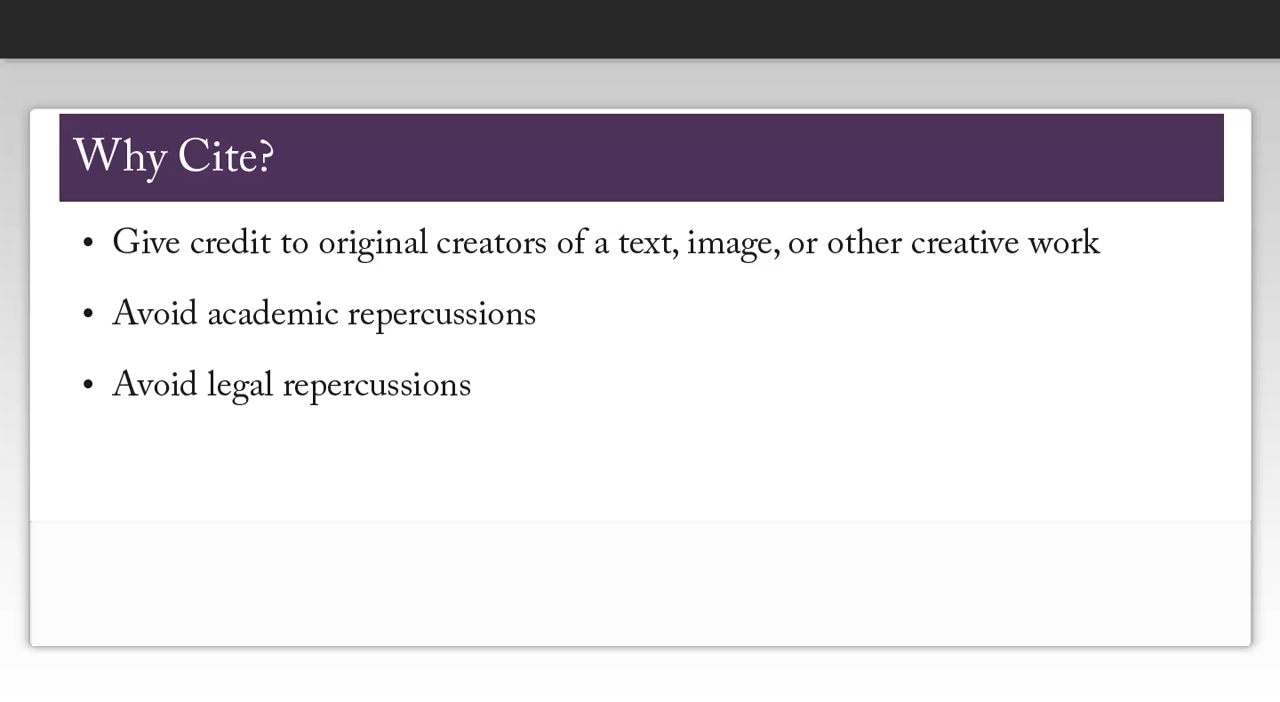 Why Cite?
• Give credit to original creators of a text, image, or other creative work
• Avoid academic repercussions
• Avoid legal repercussions